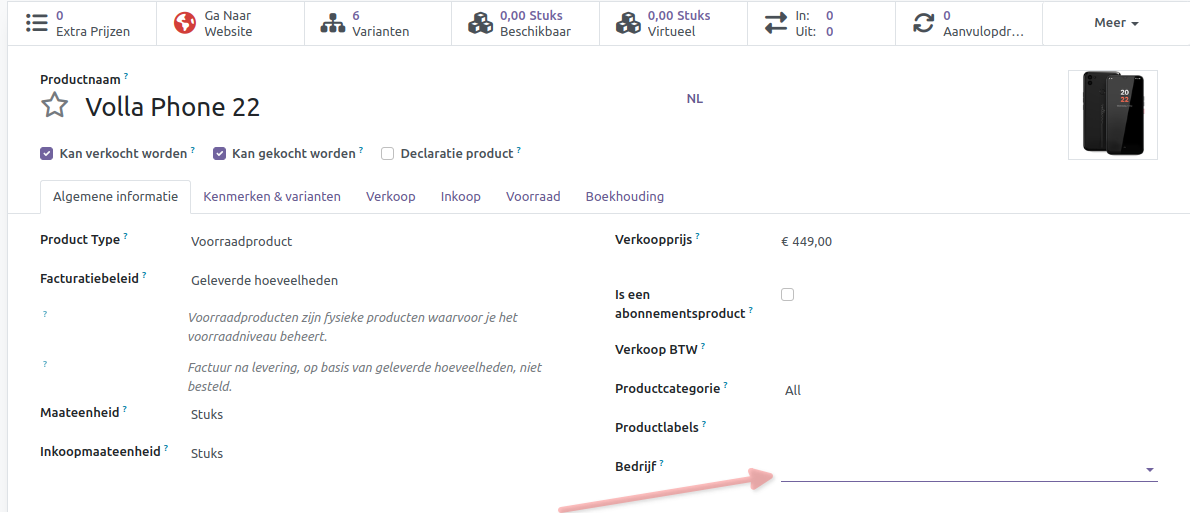 0
Extra Prijzen
Ga Naar
Website
6
Varianten
0,00 Stuks
Beschikbaar
0,00 Stuks
Virtueel
In: 0
Uit: 0
0
Aanvulopdr...
Meer
Productnaam ?
Volla Phone 22
NL
20
22
Kan verkocht worden ? Kan gekocht worden ? Declaratie product ?
Algemene informatie Kenmerken & varianten Verkoop Inkoop Voorraad Boekhouding
Product Type ? Voorraadproduct
Facturatiebeleid ? Geleverde hoeveelheden
? Voorraadproducten zijn fysieke producten waarvoor je het
voorraadniveau beheert.
? Factuur na levering, op basis van geleverde hoeveelheden, niet
besteld.
Maateenheid ? Stuks
Inkoopmaateenheid ? Stuks
Verkoopprijs ? € 449,00
Is een
abonnementsproduct ?
Verkoop BTW ?
Productcategorie ? All
Productlabels ?
Bedrijf ?